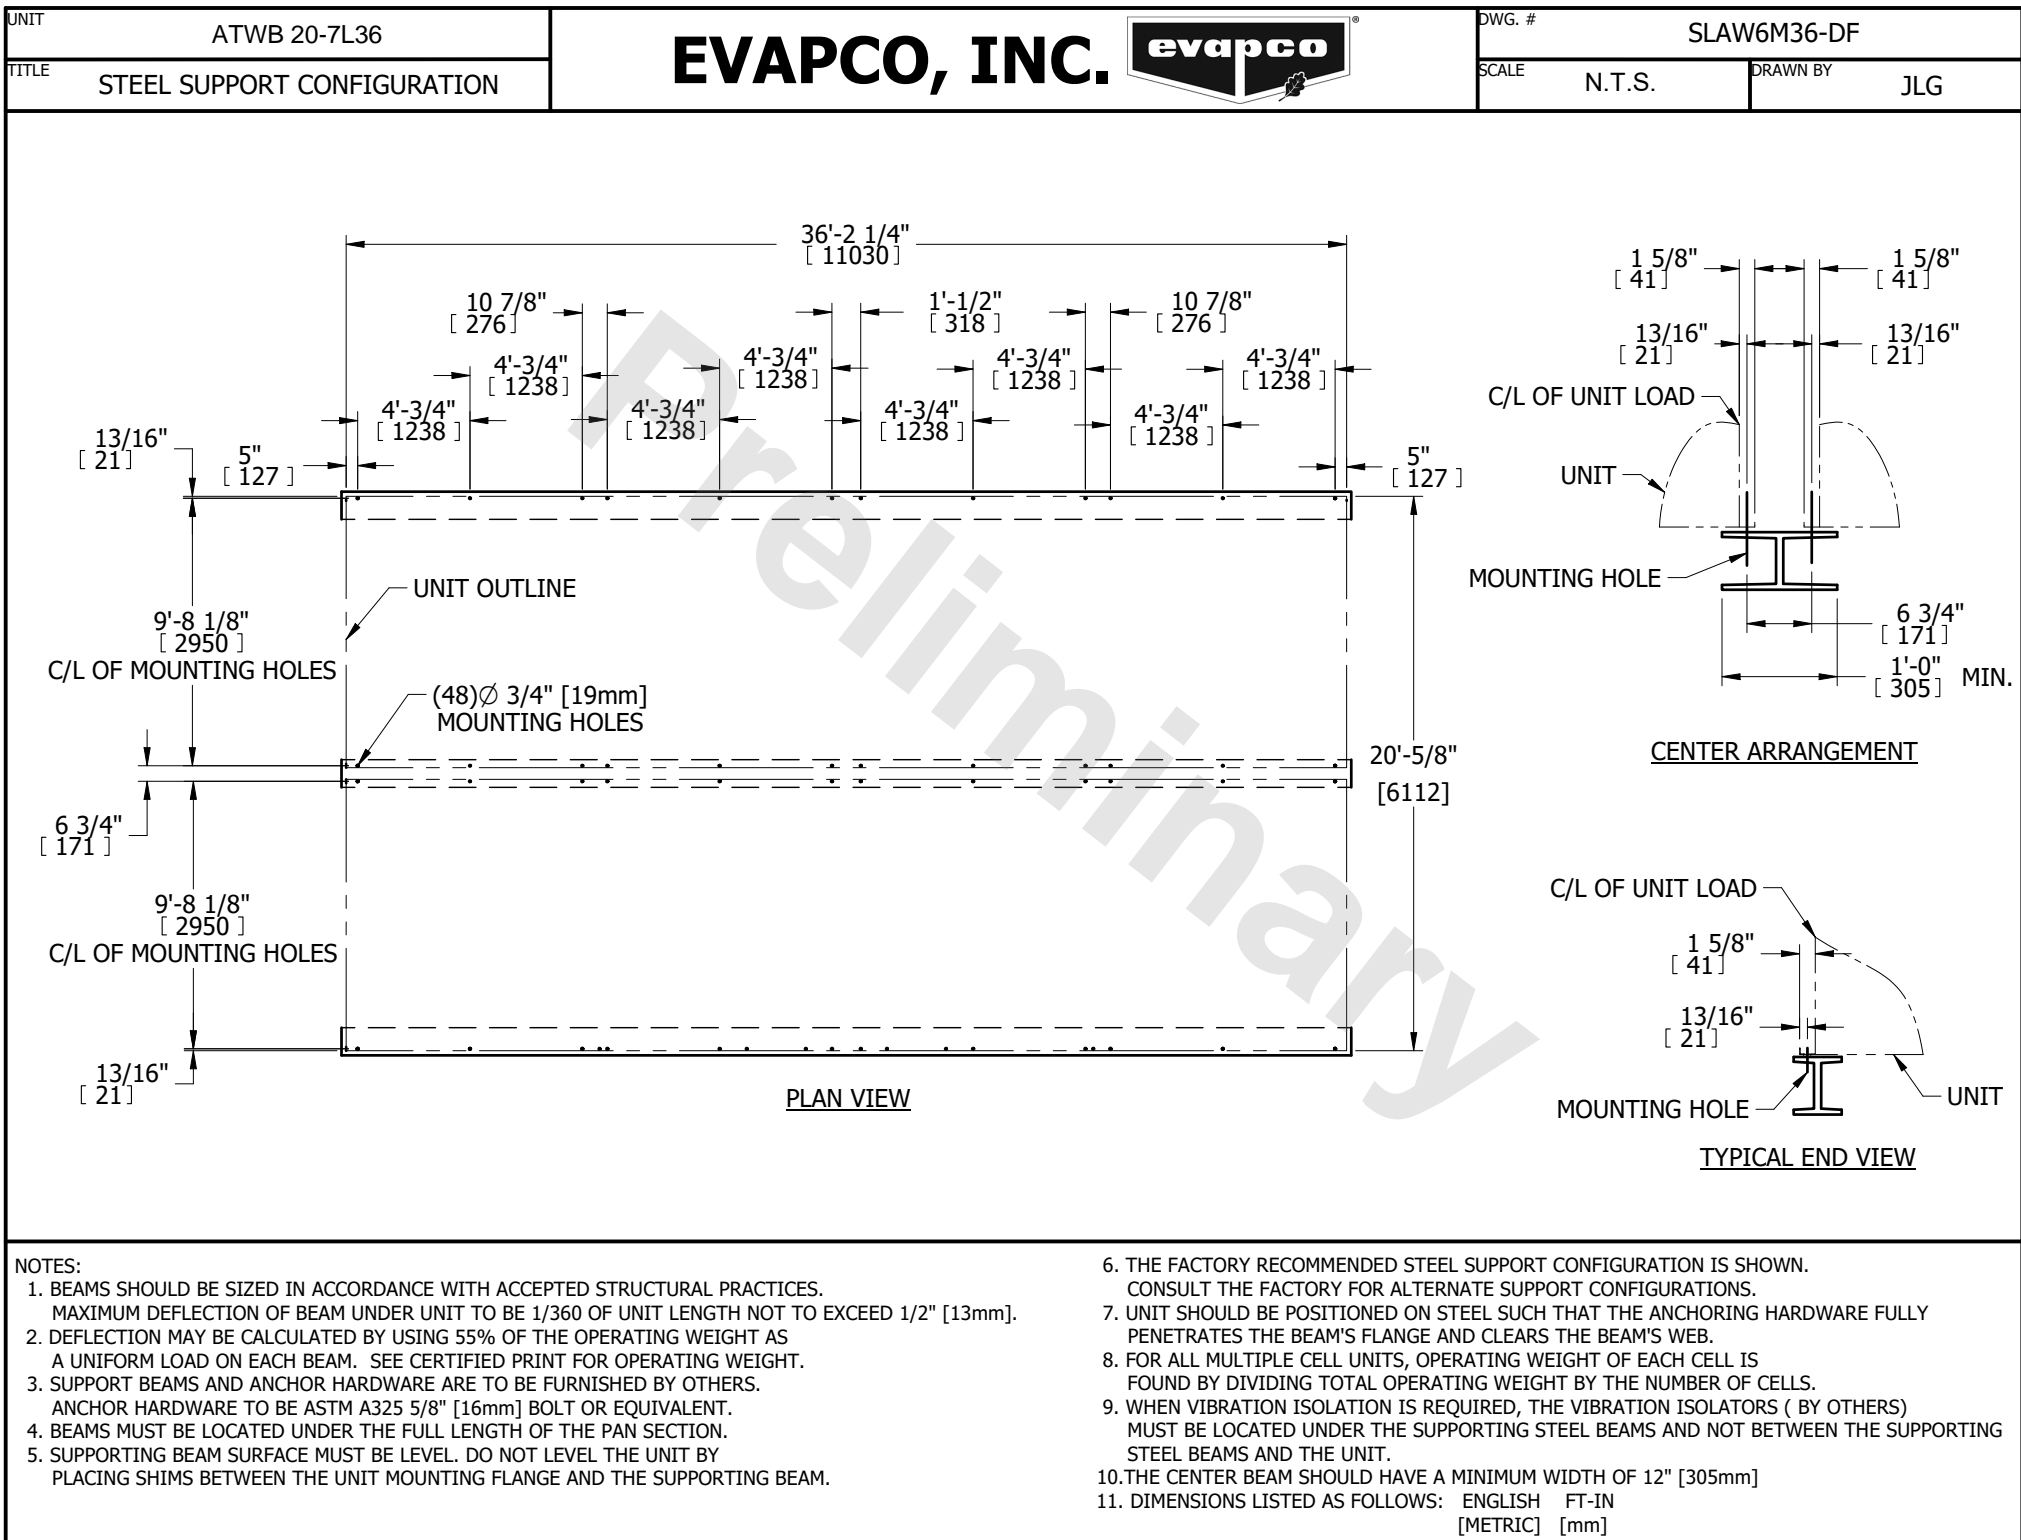 UNIT
ATWB 20-7L36
TITLE
STEEL SUPPORT CONFIGURATION
EVAPCO, INC.
evapco
®
DWG. #
SLAW6M36-DF
SCALE
N.T.S.
DRAWN BY
JLG
36'-2 1/4"
[ 11030 ]
10 7/8"
[ 276 ]
1'-1/2"
[ 318 ]
10 7/8"
[ 276 ]
4'-3/4"
[ 1238 ]
4'-3/4"
[ 1238 ]
4'-3/4"
[ 1238 ]
4'-3/4"
[ 1238 ]
4'-3/4"
[ 1238 ]
4'-3/4"
[ 1238 ]
4'-3/4"
[ 1238 ]
4'-3/4"
[ 1238 ]
13/16"
[ 21 ]
5"
[ 127 ]
5"
[ 127 ]
UNIT OUTLINE
9'-8 1/8"
[ 2950 ]
C/L OF MOUNTING HOLES
(48)Ø 3/4" [19mm]
MOUNTING HOLES
20'-5/8"
[6112]
6 3/4"
[ 171 ]
9'-8 1/8"
[ 2950 ]
C/L OF MOUNTING HOLES
13/16"
[ 21 ]
PLAN VIEW
Preliminary
1 5/8"
[ 41 ]
1 5/8"
[ 41 ]
13/16"
[ 21 ]
13/16"
[ 21 ]
C/L OF UNIT LOAD
UNIT
MOUNTING HOLE
6 3/4"
[ 171 ]
1'-0"
[ 305 ] MIN.
CENTER ARRANGEMENT
C/L OF UNIT LOAD
1 5/8"
[ 41 ]
13/16"
[ 21 ]
MOUNTING HOLE
UNIT
TYPICAL END VIEW
NOTES:
1. BEAMS SHOULD BE SIZED IN ACCORDANCE WITH ACCEPTED STRUCTURAL PRACTICES.
MAXIMUM DEFLECTION OF BEAM UNDER UNIT TO BE 1/360 OF UNIT LENGTH NOT TO EXCEED 1/2" [13mm].
2. DEFLECTION MAY BE CALCULATED BY USING 55% OF THE OPERATING WEIGHT AS
A UNIFORM LOAD ON EACH BEAM. SEE CERTIFIED PRINT FOR OPERATING WEIGHT.
3. SUPPORT BEAMS AND ANCHOR HARDWARE ARE TO BE FURNISHED BY OTHERS.
ANCHOR HARDWARE TO BE ASTM A325 5/8" [16mm] BOLT OR EQUIVALENT.
4. BEAMS MUST BE LOCATED UNDER THE FULL LENGTH OF THE PAN SECTION.
5. SUPPORTING BEAM SURFACE MUST BE LEVEL. DO NOT LEVEL THE UNIT BY
PLACING SHIMS BETWEEN THE UNIT MOUNTING FLANGE AND THE SUPPORTING BEAM.
6. THE FACTORY RECOMMENDED STEEL SUPPORT CONFIGURATION IS SHOWN.
CONSULT THE FACTORY FOR ALTERNATE SUPPORT CONFIGURATIONS.
7. UNIT SHOULD BE POSITIONED ON STEEL SUCH THAT THE ANCHORING HARDWARE FULLY
PENETRATES THE BEAM'S FLANGE AND CLEARS THE BEAM'S WEB.
8. FOR ALL MULTIPLE CELL UNITS, OPERATING WEIGHT OF EACH CELL IS
FOUND BY DIVIDING TOTAL OPERATING WEIGHT BY THE NUMBER OF CELLS.
9. WHEN VIBRATION ISOLATION IS REQUIRED, THE VIBRATION ISOLATORS ( BY OTHERS)
MUST BE LOCATED UNDER THE SUPPORTING STEEL BEAMS AND NOT BETWEEN THE SUPPORTING
STEEL BEAMS AND THE UNIT.
10.THE CENTER BEAM SHOULD HAVE A MINIMUM WIDTH OF 12" [305mm]
11. DIMENSIONS LISTED AS FOLLOWS: ENGLISH FT-IN
[METRIC] [mm]